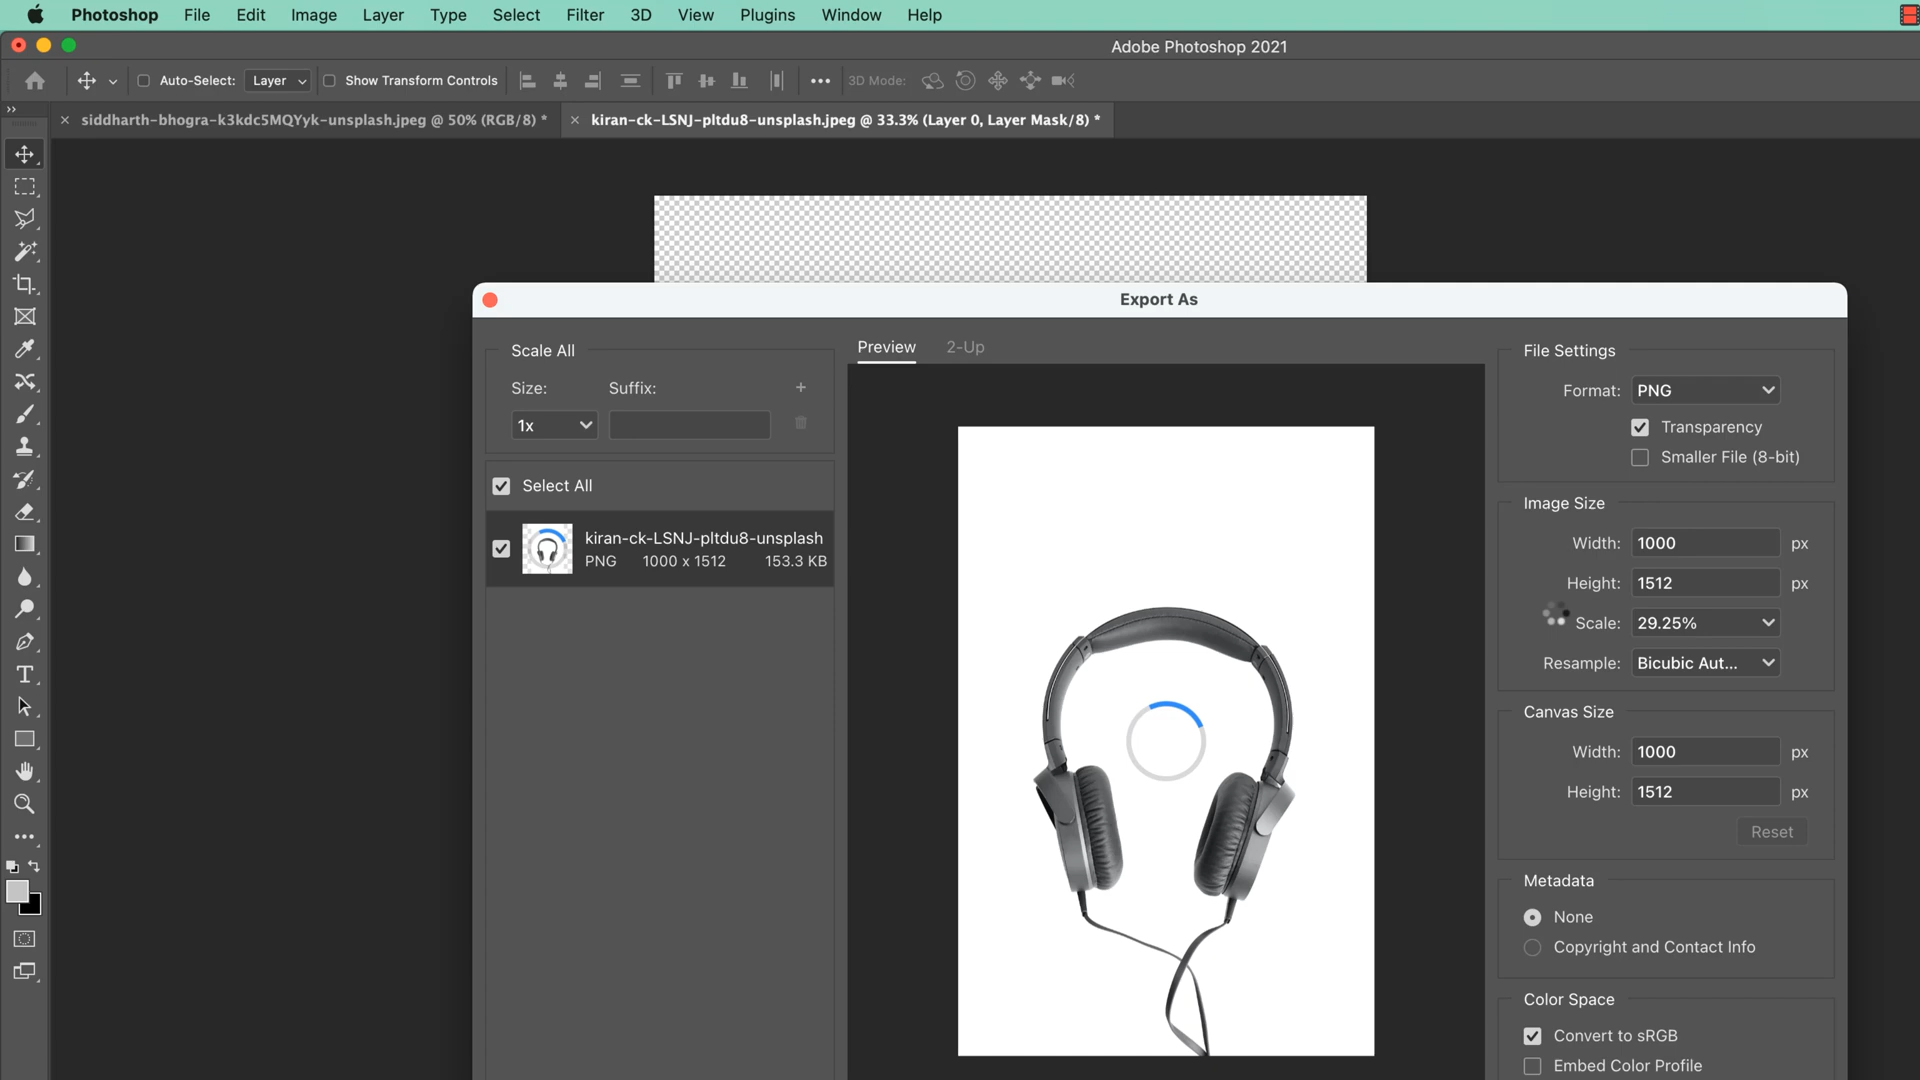 Photoshop File Edit Image Layer Type Select Filter 3D View Plugins Window Help
Adobe Photoshop 2021
Auto-Select: Layer Show Transform Controls 3D Mode:
siddharth-bhogra-k3kdc5MQYyk-unsplash.jpeg @ 50% (RGB/8) *
kiran-ck-LSNJ-pltdu8-unsplash.jpeg @ 33.3% (Layer 0, Layer Mask/8) *
Export As
Scale All
Size: Suffix:
1x
Select All
kiran-ck-LSNJ-pltdu8-unsplash
PNG 1000 x 1512 153.3 KB
Preview 2-Up
File Settings
Format: PNG
Transparency
Smaller File (8-bit)
Image Size
Width: 1000 px
Height: 1512 px
Scale: 29.25%
Resample: Bicubic Aut...
Canvas Size
Width: 1000 px
Height: 1512 px
Reset
Metadata
None
Copyright and Contact Info
Color Space
Convert to sRGB
Embed Color Profile